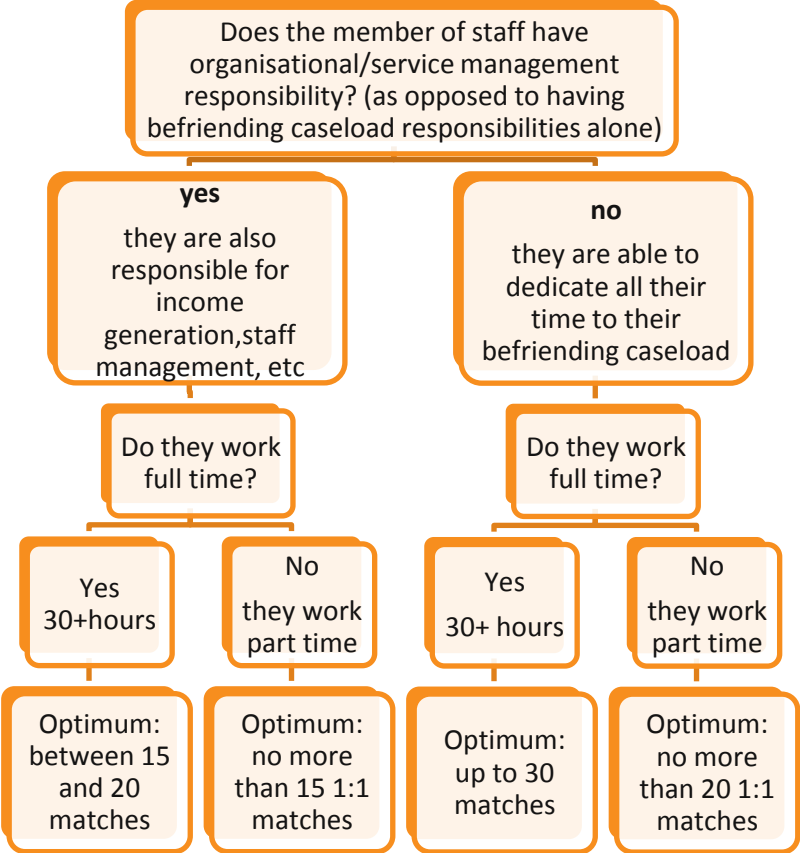 Does the member of staff have
organisational/service management
responsibility? (as opposed to having
befriending caseload responsibilities alone)
yes
they are also
responsible for
income
generation,staff
management, etc
no
they are able to
dedicate all their
time to their
befriending caseload
Do they work
full time?
Do they work
full time?
Yes
30+hours
No
they work
part time
Yes
30+ hours
No
they work
part time
Optimum:
between 15
and 20
matches
Optimum:
no more
than 15 1:1
matches
Optimum:
up to 30
matches
Optimum:
no more
than 20 1:1
matches